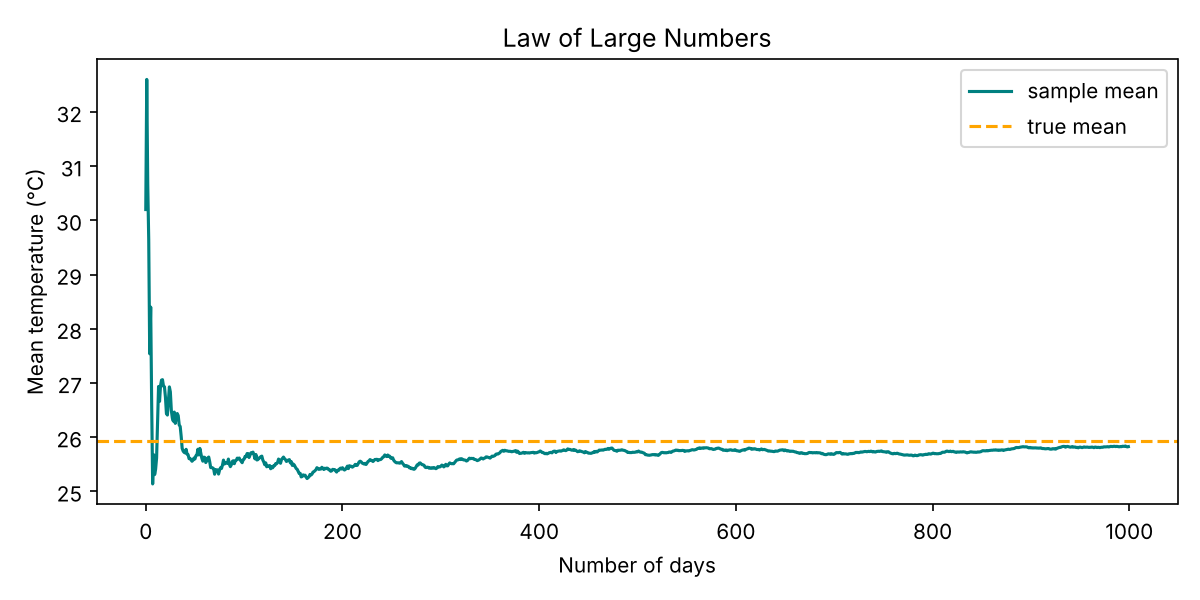 Law of Large Numbers
sample mean
true mean
Mean temperature (°C)
32
31
30
29
28
27
26
25
0 200 400 600 800 1000
Number of days